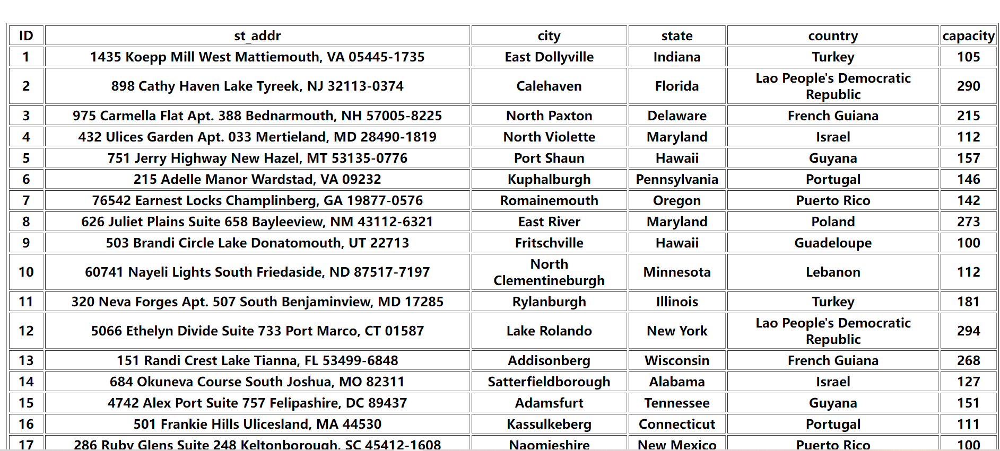 ID st_addr city state country capacity
1 1435 Koepp Mill West Mattiemouth, VA 05445-1735 East Dollyville Indiana Turkey 105
2 898 Cathy Haven Lake Tyreek, NJ 32113-0374 Calehaven Florida Lao People's Democratic Republic 290
3 975 Carmella Flat Apt. 388 Bednarmouth, NH 57005-8225 North Paxton Delaware French Guiana 215
4 432 Ulices Garden Apt. 033 Mertieland, MD 28490-1819 North Violette Maryland Israel 112
5 751 Jerry Highway New Hazel, MT 53135-0776 Port Shaun Hawaii Guyana 157
6 215 Adelle Manor Wardstad, VA 09232 Kuphalburgh Pennsylvania Portugal 146
7 76542 Earnest Locks Champlinberg, GA 19877-0576 Romainemouth Oregon Puerto Rico 142
8 626 Juliet Plains Suite 658 Bayleeview, NM 43112-6321 East River Maryland Poland 273
9 503 Brandi Circle Lake Donatomouth, UT 22713 Fritschville Hawaii Guadeloupe 100
10 60741 Nayeli Lights South Friedaside, ND 87517-7197 North Clementineburgh Minnesota Lebanon 112
11 320 Neva Forges Apt. 507 South Benjaminview, MD 17285 Rylanburgh Illinois Turkey 181
12 5066 Ethelyn Divide Suite 733 Port Marco, CT 01587 Lake Rolando New York Lao People's Democratic Republic 294
13 151 Randi Crest Lake Tianna, FL 53499-6848 Addisonberg Wisconsin French Guiana 268
14 684 Okuneva Course South Joshua, MO 82311 Satterfieldborough Alabama Israel 127
15 4742 Alex Port Suite 757 Felipashire, DC 89437 Adamsfurt Tennessee Guyana 151
16 501 Frankie Hills Ulicesland, MA 44530 Kassulkeberg Connecticut Portugal 111
17 286 Ruby Glens Suite 248 Keltonborough, SC 45412-1608 Naomieshire New Mexico Puerto Rico 100